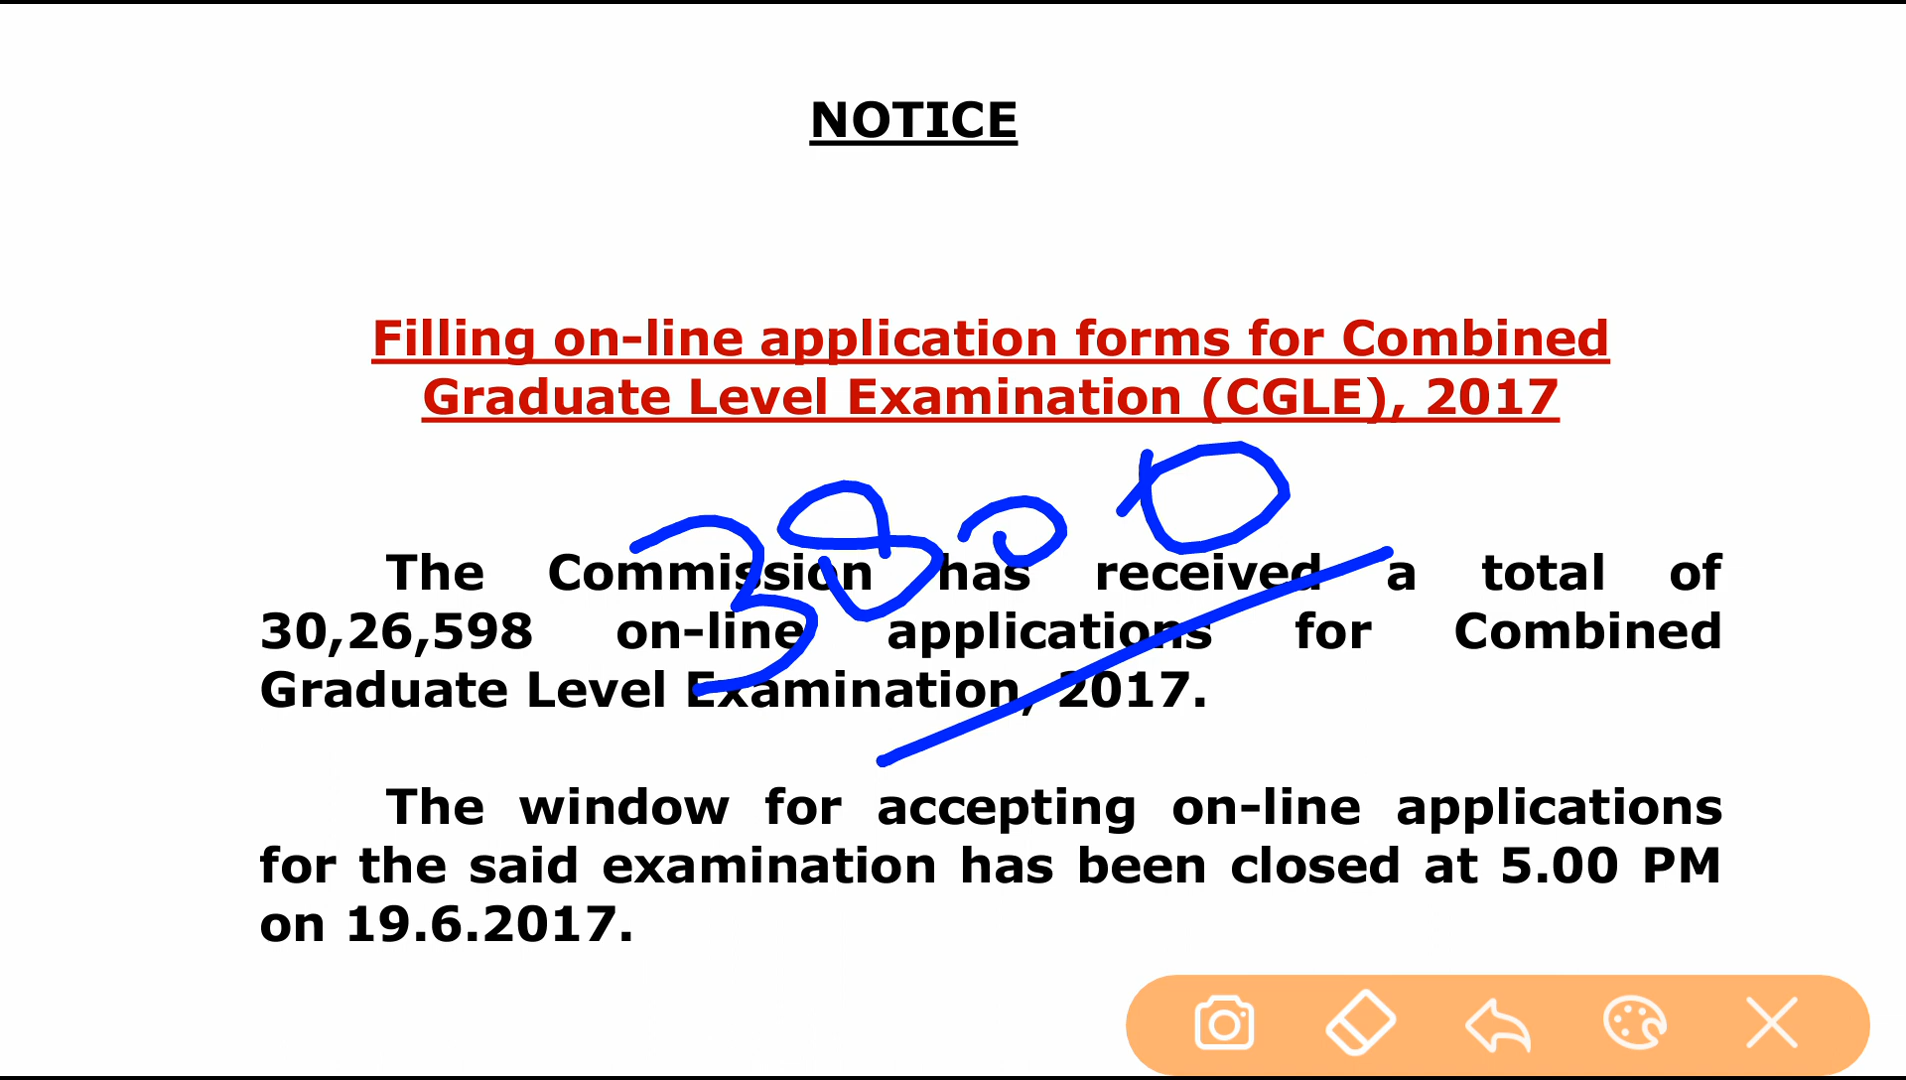 NOTICE
Filling on-line application forms for Combined
Graduate Level Examination (CGLE), 2017
3800
The Commission has received a total of
30,26,598 on-line applications for Combined
Graduate Level Examination, 2017.
The window for accepting on-line applications
for the said examination has been closed at 5.00 PM
on 19.6.2017.